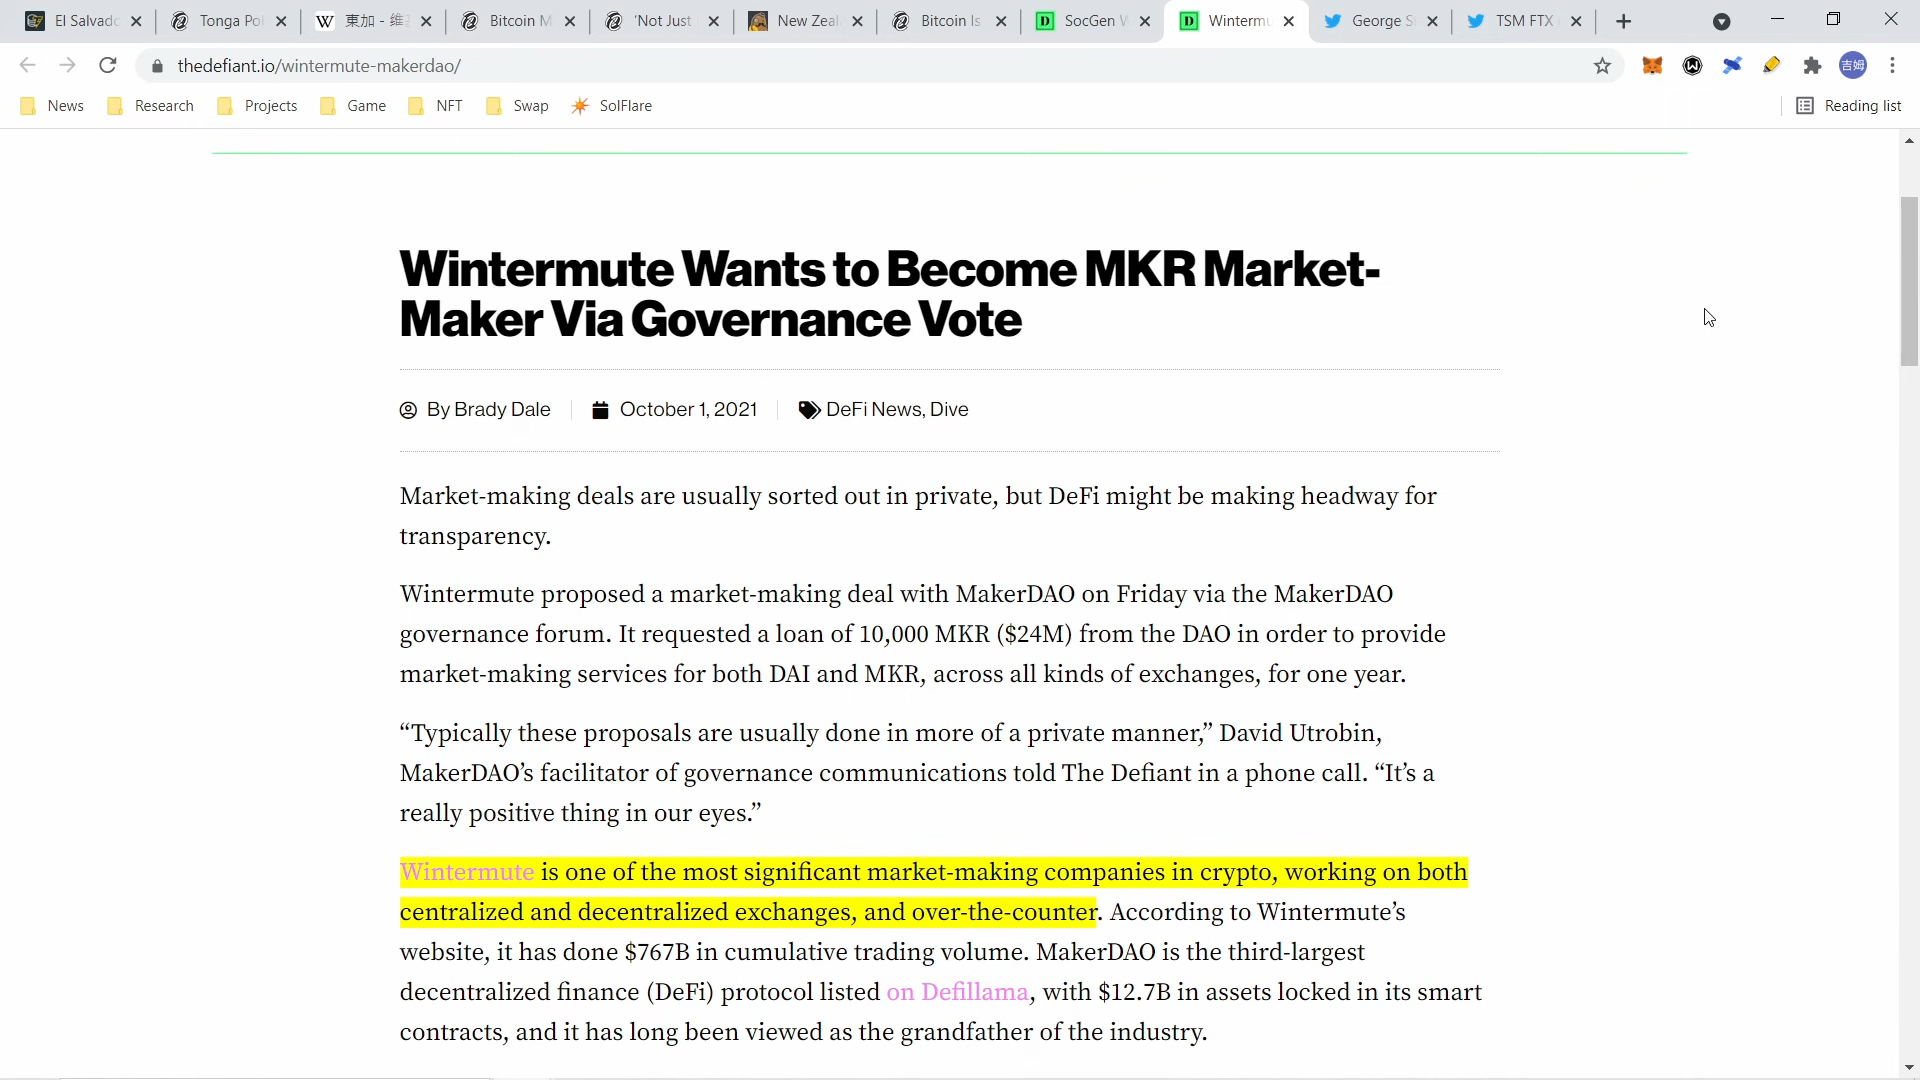 El Salvado
Tonga Pol
東加 - 維
Bitcoin M
'Not Just
New Zeal
Bitcoin Is
SocGen W
Wintermu
George S
TSM FTX
thedefiant.io/wintermute-makerdao/
吉姆
News
Research
Projects
Game
NFT
Swap
SolFlare
Reading list
Wintermute Wants to Become MKR Market-
Maker Via Governance Vote
By Brady Dale
October 1, 2021
DeFi News, Dive
Market-making deals are usually sorted out in private, but DeFi might be making headway for
transparency.
Wintermute proposed a market-making deal with MakerDAO on Friday via the MakerDAO
governance forum. It requested a loan of 10,000 MKR ($24M) from the DAO in order to provide
market-making services for both DAI and MKR, across all kinds of exchanges, for one year.
“Typically these proposals are usually done in more of a private manner,” David Utrobin,
MakerDAO’s facilitator of governance communications told The Defiant in a phone call. “It’s a
really positive thing in our eyes.”
Wintermute is one of the most significant market-making companies in crypto, working on both
centralized and decentralized exchanges, and over-the-counter. According to Wintermute’s
website, it has done $767B in cumulative trading volume. MakerDAO is the third-largest
decentralized finance (DeFi) protocol listed on Defillama, with $12.7B in assets locked in its smart
contracts, and it has long been viewed as the grandfather of the industry.